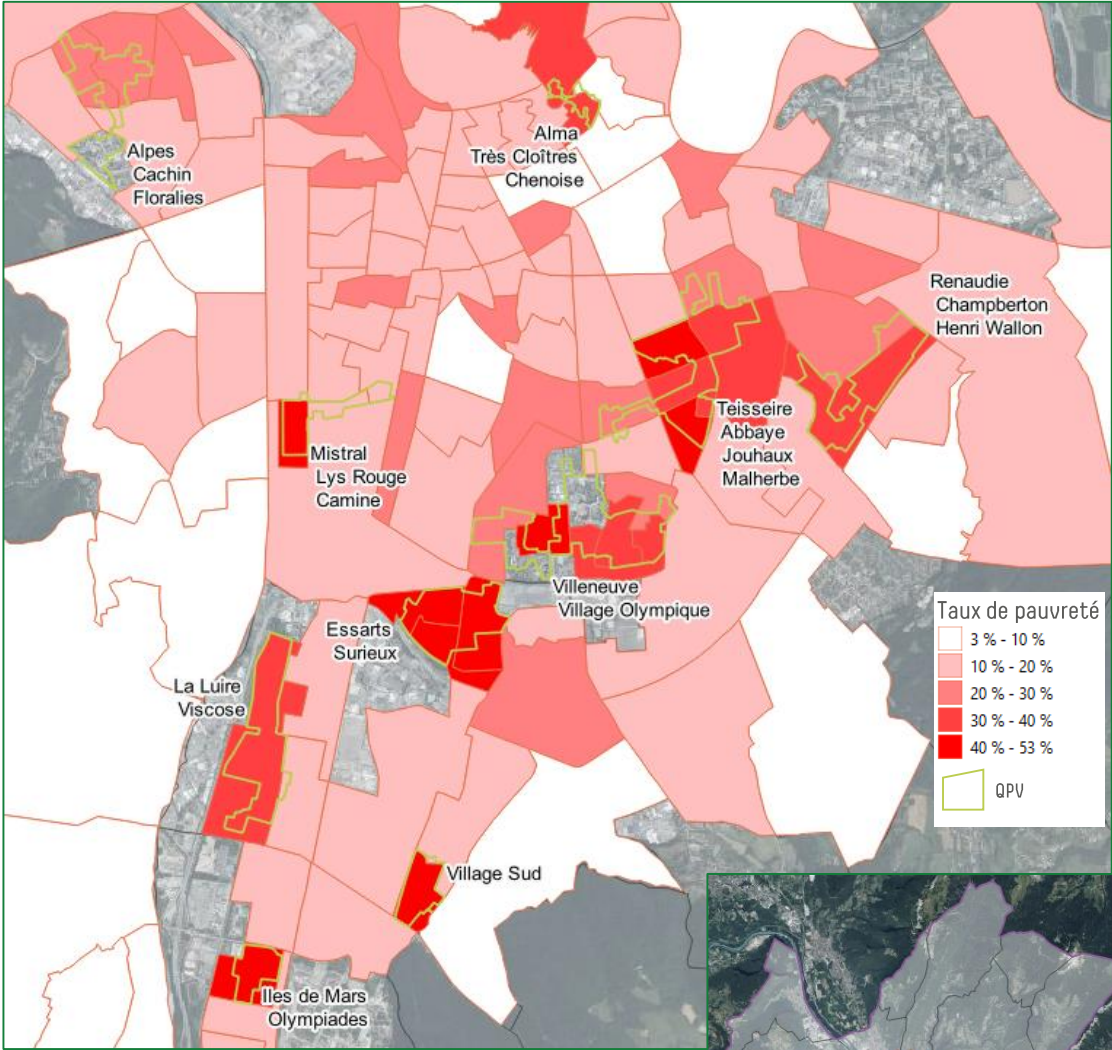 Alpes
Cachin
Floralies
Alma
Très Cloîtres
Chenoise
Renaudie
Champberton
Henri Wallon
Teisseire
Abbaye
Jouhaux
Malherbe
Mistral
Lys Rouge
Camine
Villeneuve
Village Olympique
Essarts
Surieux
La Luire
Viscose
Village Sud
Iles de Mars
Olympiades
Taux de pauvreté
3 % - 10 %
10 % - 20 %
20 % - 30 %
30 % - 40 %
40 % - 53 %
QPV